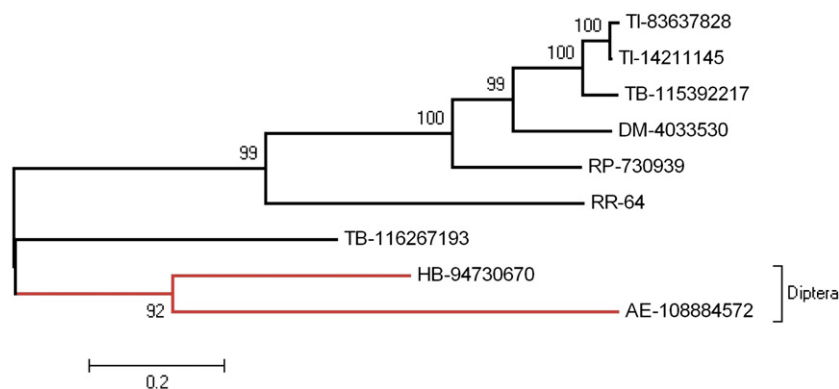 TI-83637828
100
TI-14211145
100
99
TB-115392217
100
DM-4033530
99
RP-730939
RR-64
TB-116267193
HB-94730670
Diptera
92
AE-108884572
0.2